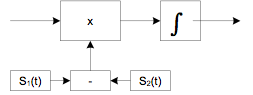 x ∫
S₁(t) - S₂(t)